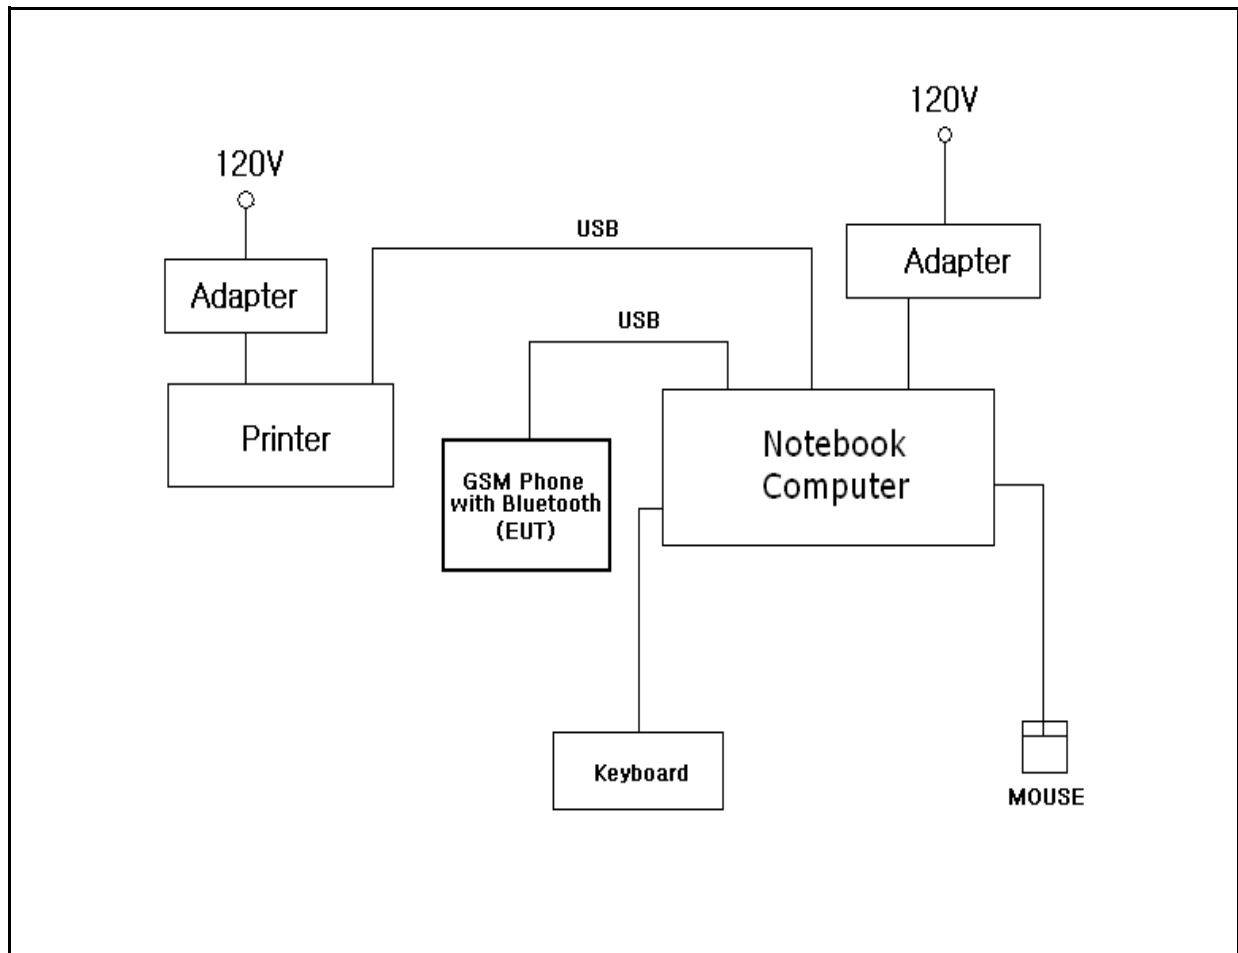 120V
120V
USB
Adapter
Adapter
USB
Printer
Notebook
Computer
GSM Phone
with Bluetooth
(EUT)
Keyboard
MOUSE